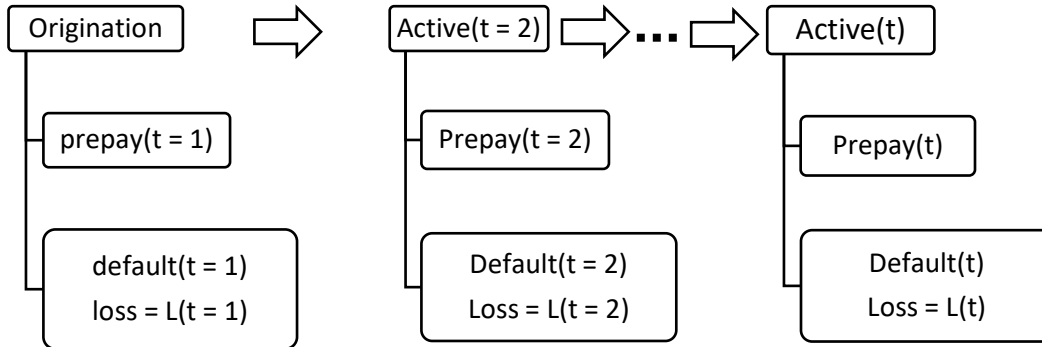 Origination
prepay(t = 1)
default(t = 1)
loss = L(t = 1)
Active(t = 2)
Prepay(t = 2)
Default(t = 2)
Loss = L(t = 2)
...
Active(t)
Prepay(t)
Default(t)
Loss = L(t)